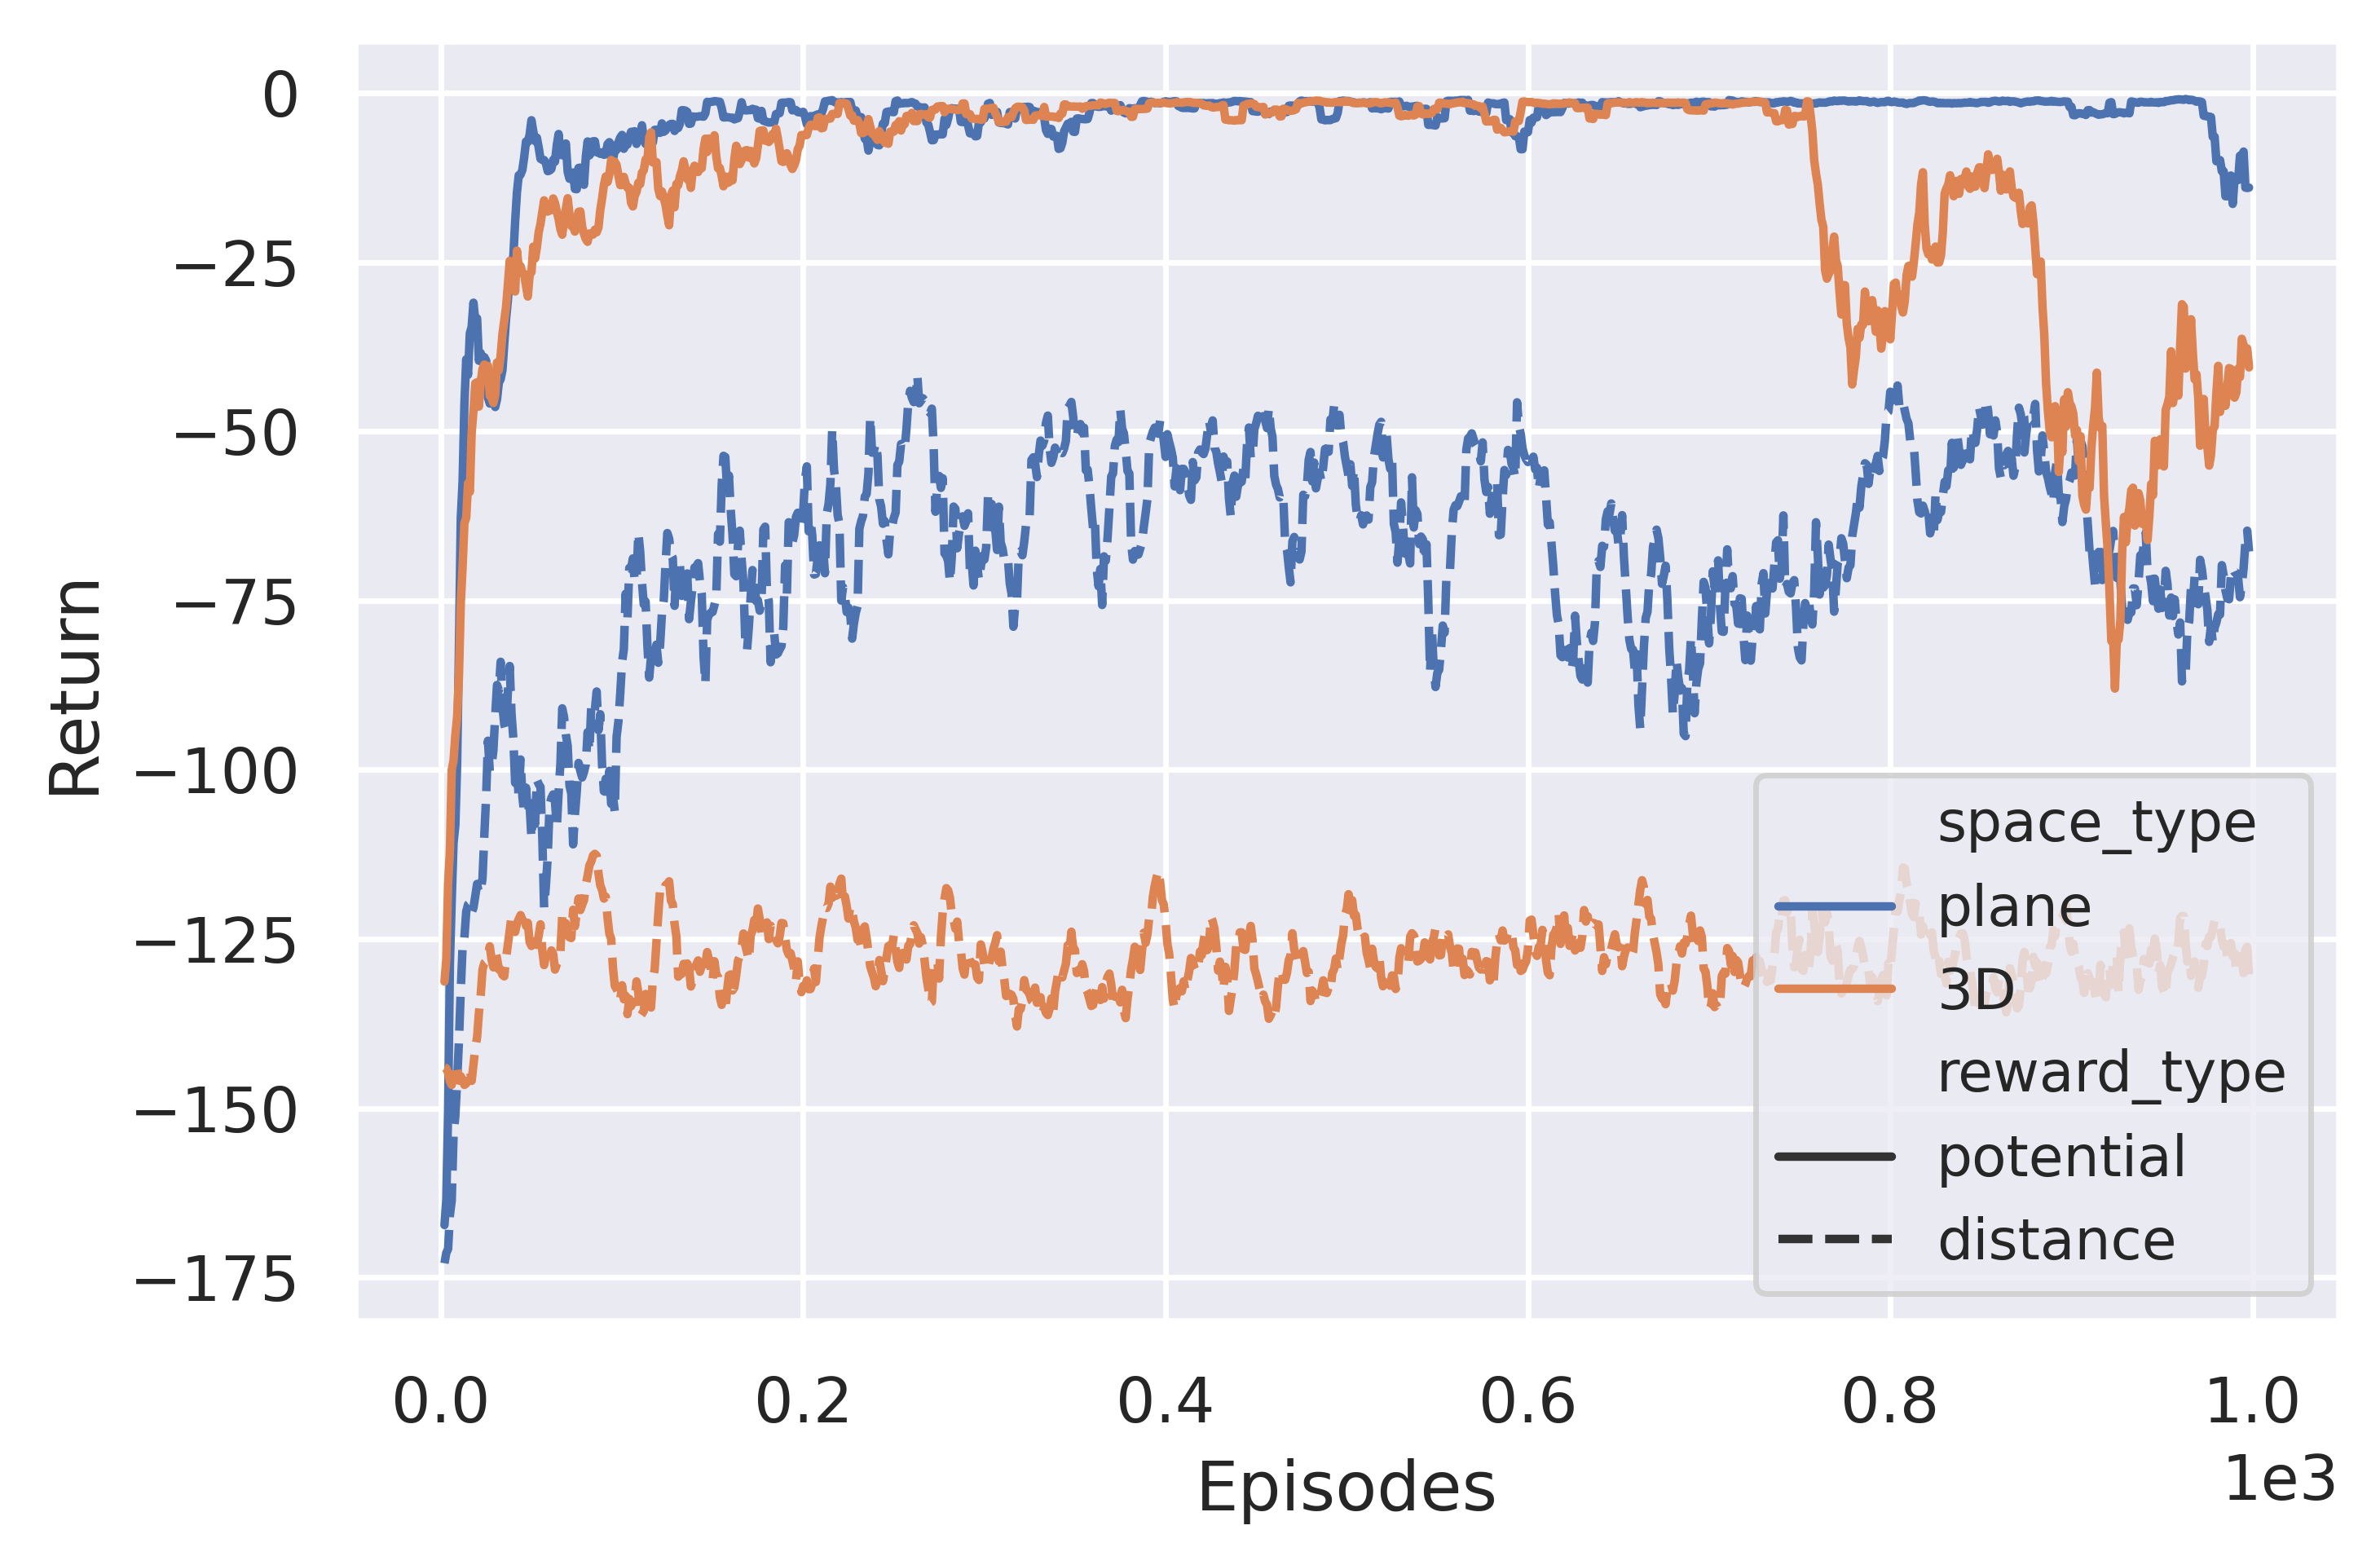 0
−25
−50
−75
−100
−125
−150
−175
Return
0.0 0.2 0.4 0.6 0.8 1.0
1e3
Episodes
space_type
plane
3D
reward_type
potential
distance